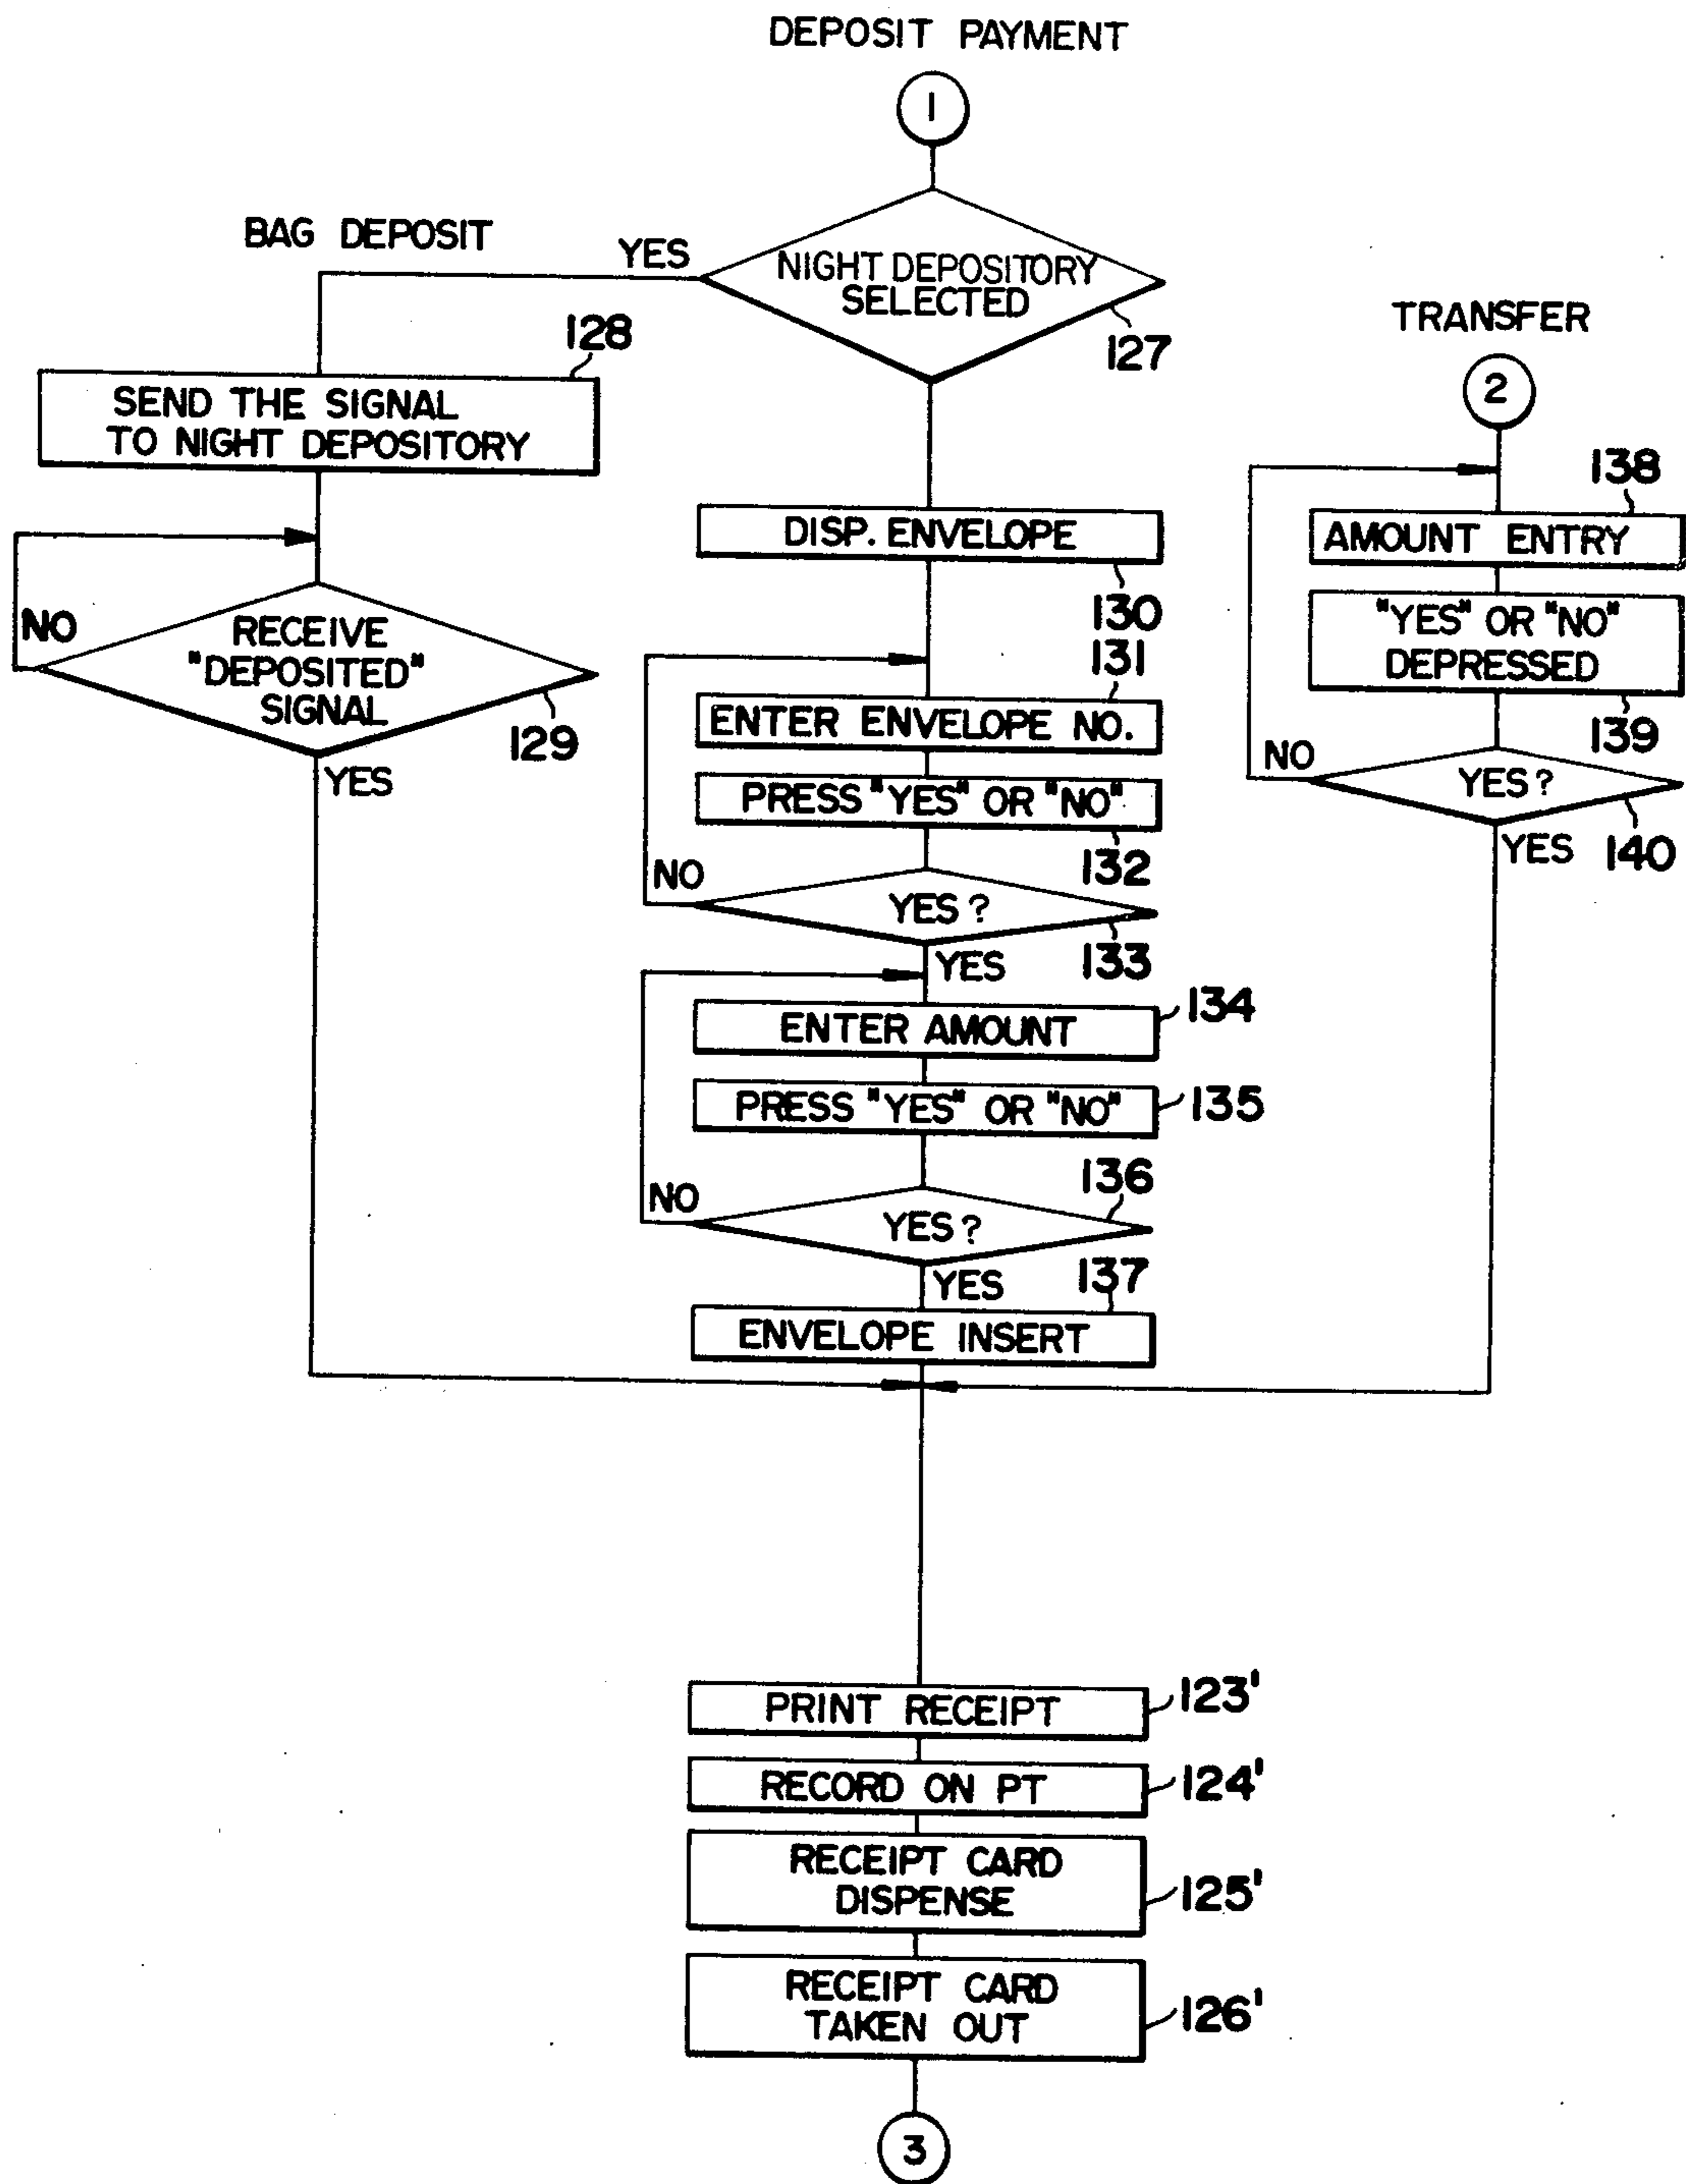 DEPOSIT PAYMENT
1
BAG DEPOSIT
YES
NIGHT DEPOSITORY
SELECTED
127
128
SEND THE SIGNAL
TO NIGHT DEPOSITORY
NO
RECEIVE
"DEPOSITED"
SIGNAL
129
YES
DISP. ENVELOPE
130
131
ENTER ENVELOPE NO.
PRESS "YES" OR "NO"
132
NO
YES?
133
YES
134
ENTER AMOUNT
PRESS "YES" OR "NO"
135
136
NO
YES?
YES
137
ENVELOPE INSERT
TRANSFER
2
138
AMOUNT ENTRY
"YES" OR "NO"
DEPRESSED
139
NO
YES?
YES
140
PRINT RECEIPT
123'
RECORD ON PT
124'
RECEIPT CARD
DISPENSE
125'
RECEIPT CARD
TAKEN OUT
126'
3